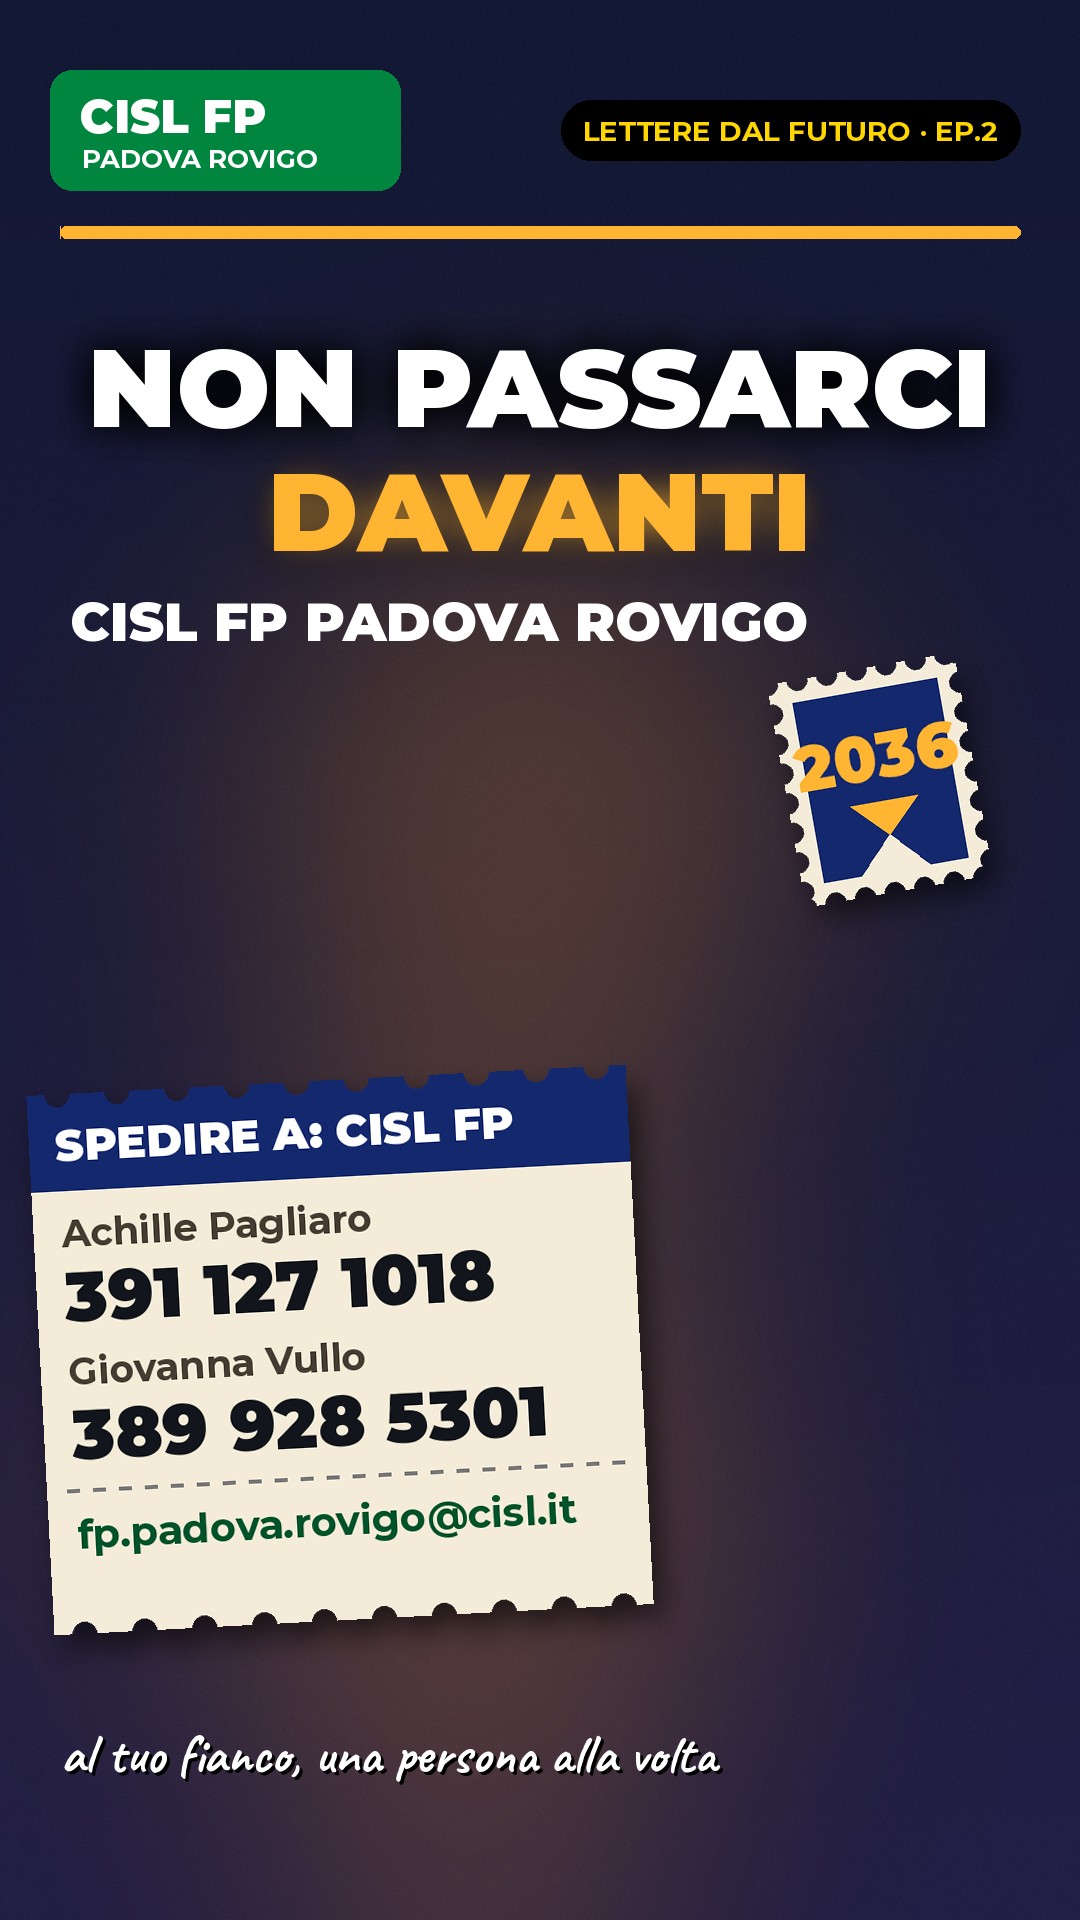 CISL FP
PADOVA ROVIGO
LETTERE DAL FUTURO · EP.2
NON PASSARCI
DAVANTI
CISL FP PADOVA ROVIGO
2036
SPEDIRE A: CISL FP
Achille Pagliaro
391 127 1018
Giovanna Vullo
389 928 5301
fp.padova.rovigo@cisl.it
al tuo fianco, una persona alla volta